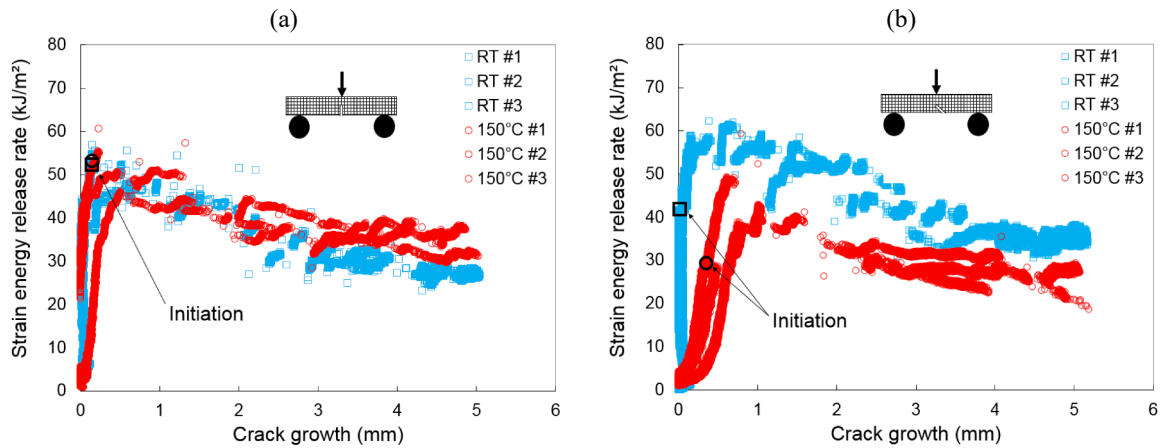 (a)
Strain energy release rate (kJ/m²)
80
70
60
50
40
30
20
10
0
RT #1
RT #2
RT #3
150°C #1
150°C #2
150°C #3
Initiation
0 1 2 3 4 5 6
Crack growth (mm)
(b)
Strain energy release rate (kJ/m²)
80
70
60
50
40
30
20
10
0
RT #1
RT #2
RT #3
150°C #1
150°C #2
150°C #3
Initiation
0 1 2 3 4 5 6
Crack growth (mm)